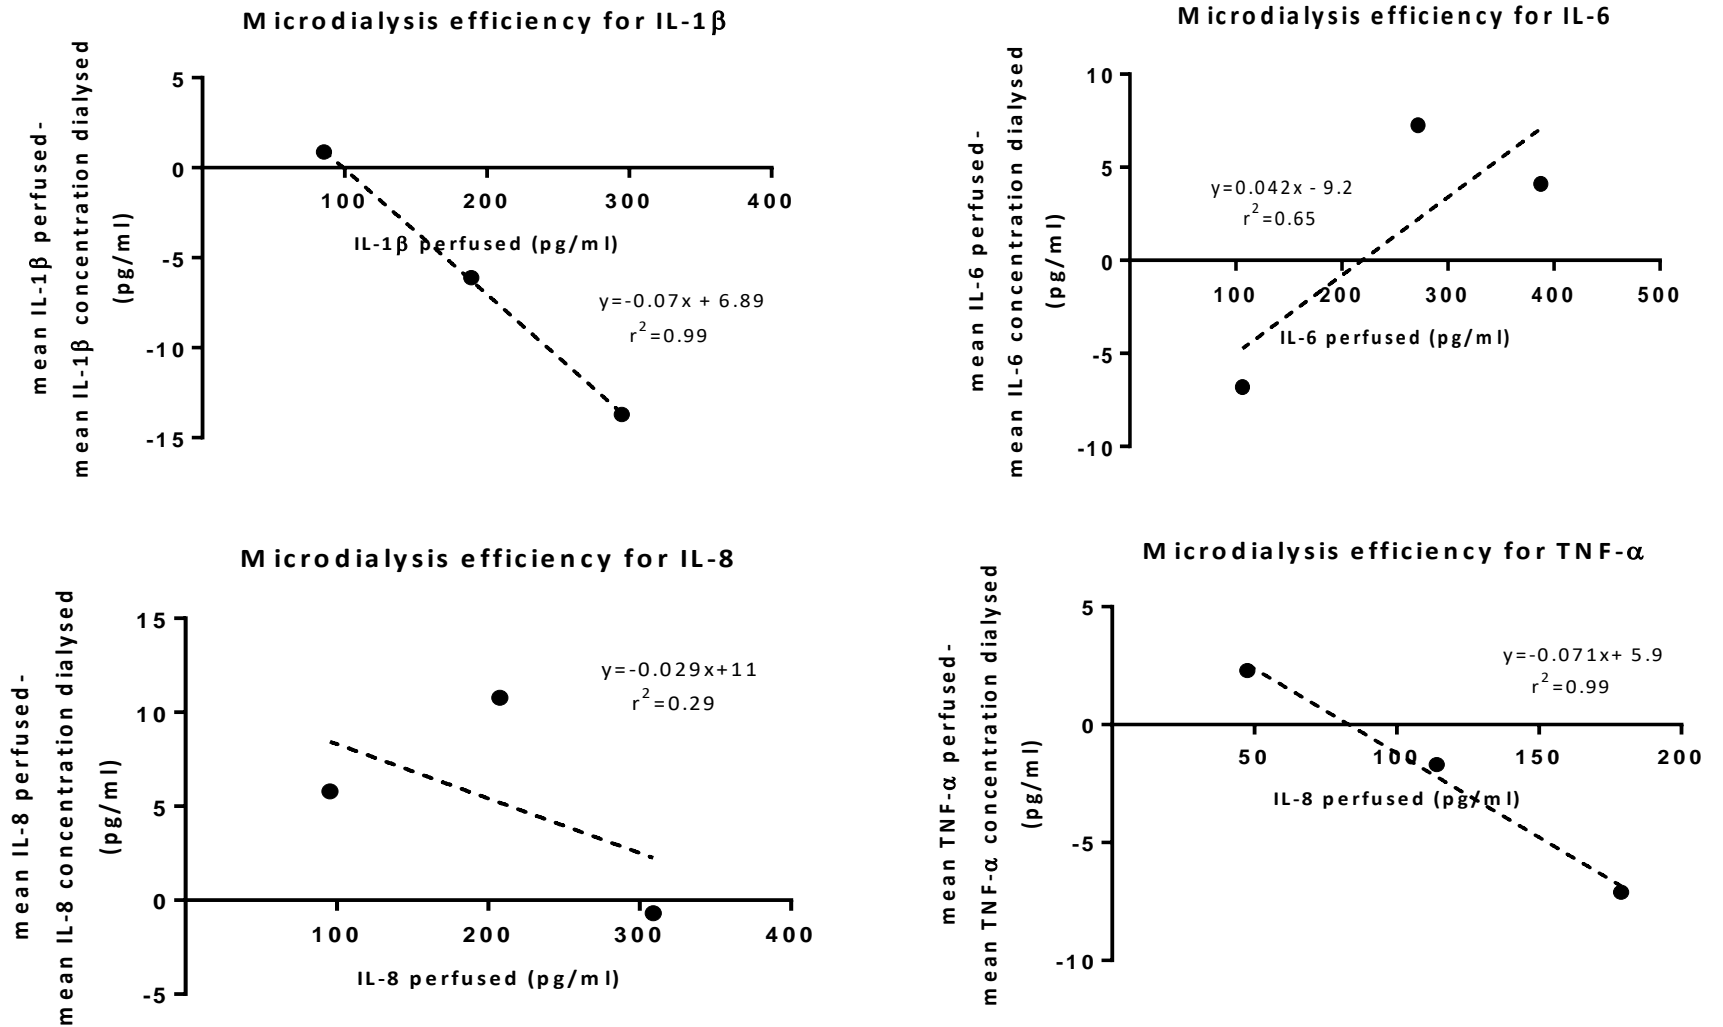 Microdialysis efficiency for IL-1β
mean IL-1β perfused-
mean IL-1β concentration dialysed
(pg/ml)
5
0
-5
-10
-15
100 200 300 400
IL-1β perfused (pg/ml)
y=-0.07x + 6.89
r2=0.99
Microdialysis efficiency for IL-6
mean IL-6 perfused-
mean IL-6 concentration dialysed
(pg/ml)
10
5
0
-5
-10
100 200 300 400 500
IL-6 perfused (pg/ml)
y=0.042x - 9.2
r2=0.65
Microdialysis efficiency for IL-8
mean IL-8 perfused-
mean IL-8 concentration dialysed
(pg/ml)
15
10
5
0
-5
100 200 300 400
IL-8 perfused (pg/ml)
y=-0.029x+11
r2=0.29
Microdialysis efficiency for TNF-α
mean TNF-α perfused-
mean TNF-α concentration dialysed
(pg/ml)
5
0
-5
-10
50 100 150 200
IL-8 perfused (pg/ml)
y=-0.071x+ 5.9
r2=0.99